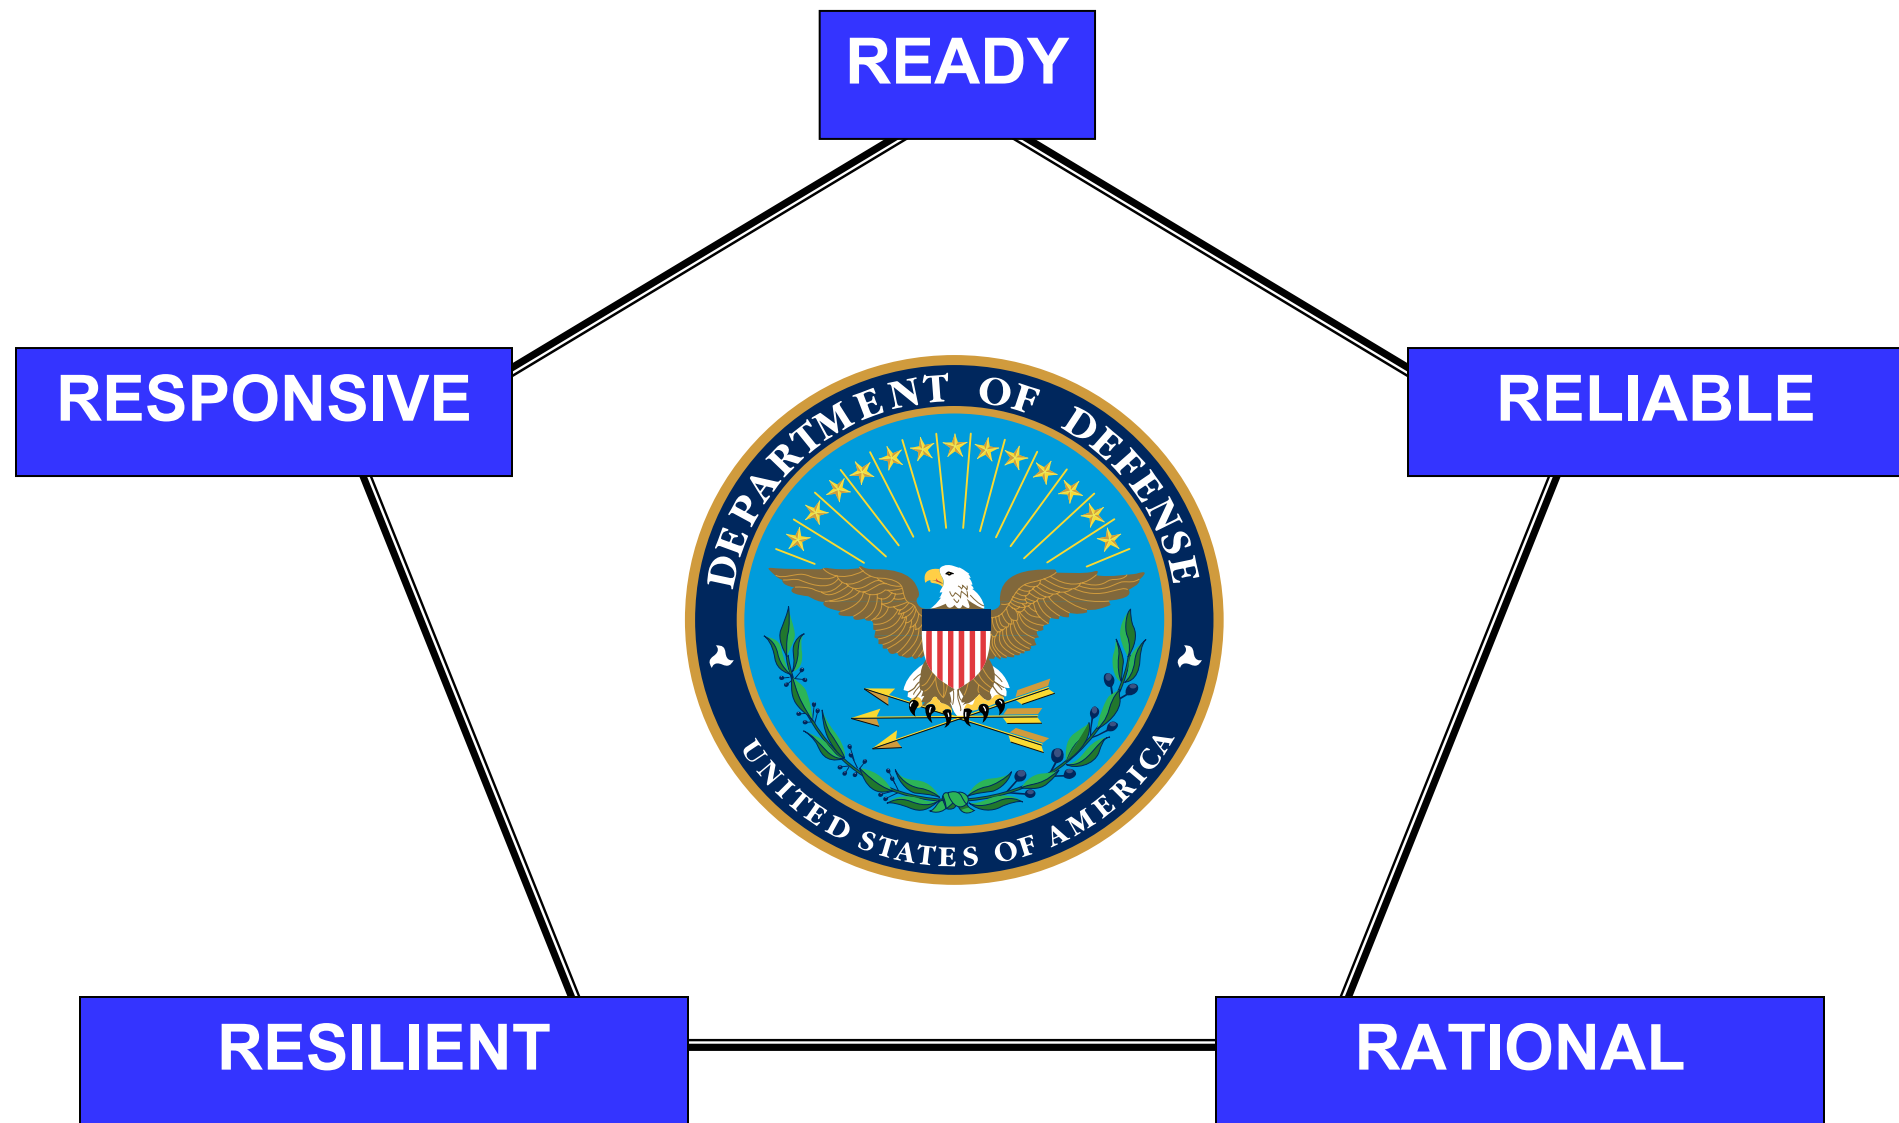 READY
RESPONSIVE
RELIABLE
DEPARTMENT OF DEFENSE
UNITED STATES OF AMERICA
RESILIENT
RATIONAL